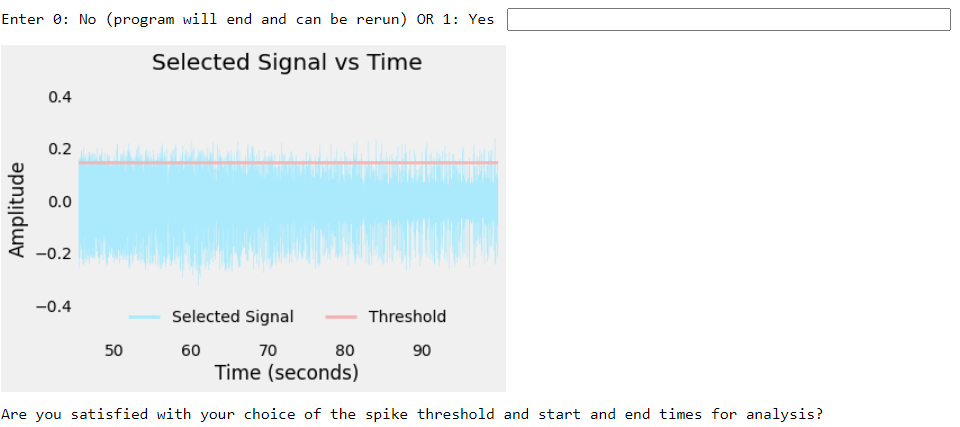 Enter 0: No (program will end and can be rerun) OR 1: Yes
Selected Signal vs Time
0.4
0.2
0.0
−0.2
−0.4
Amplitude
Selected Signal Threshold
50 60 70 80 90
Time (seconds)
Are you satisfied with your choice of the spike threshold and start and end times for analysis?